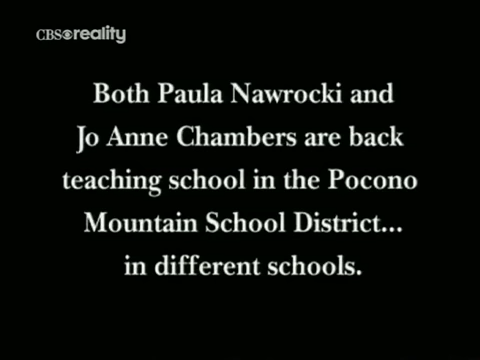 CBS reality
Both Paula Nawrocki and
Jo Anne Chambers are back
teaching school in the Pocono
Mountain School District...
in different schools.